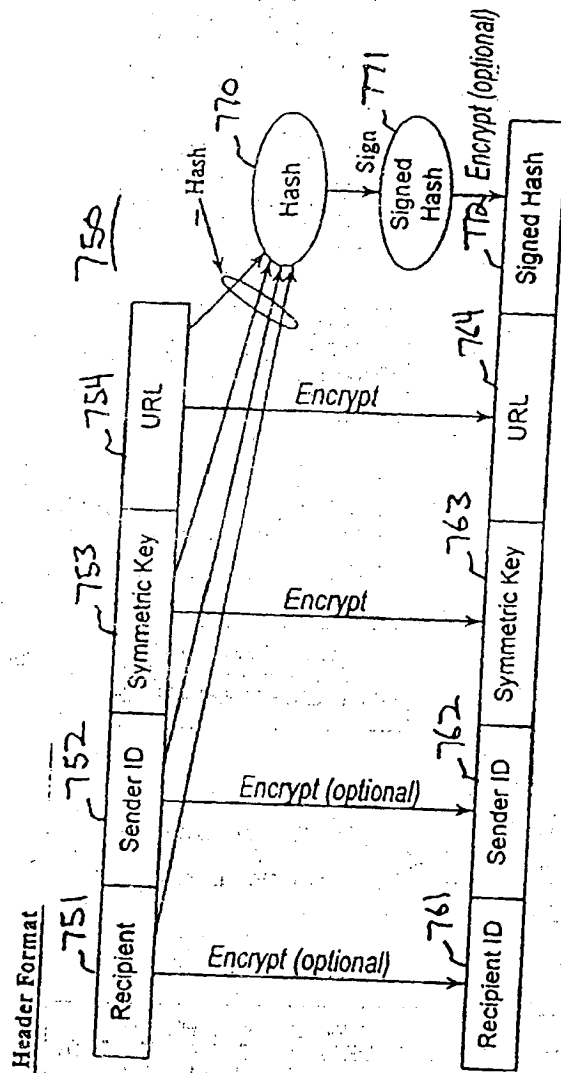 Header Format
750
751
752
753
754
Recipient
Sender ID
Symmetric Key
URL
Hash
770
Hash
Sign
771
Signed
Hash
Encrypt (optional)
Encrypt (optional)
Encrypt
Encrypt
Encrypt (optional)
761
762
763
764
772
Recipient ID
Sender ID
Symmetric Key
URL
Signed Hash